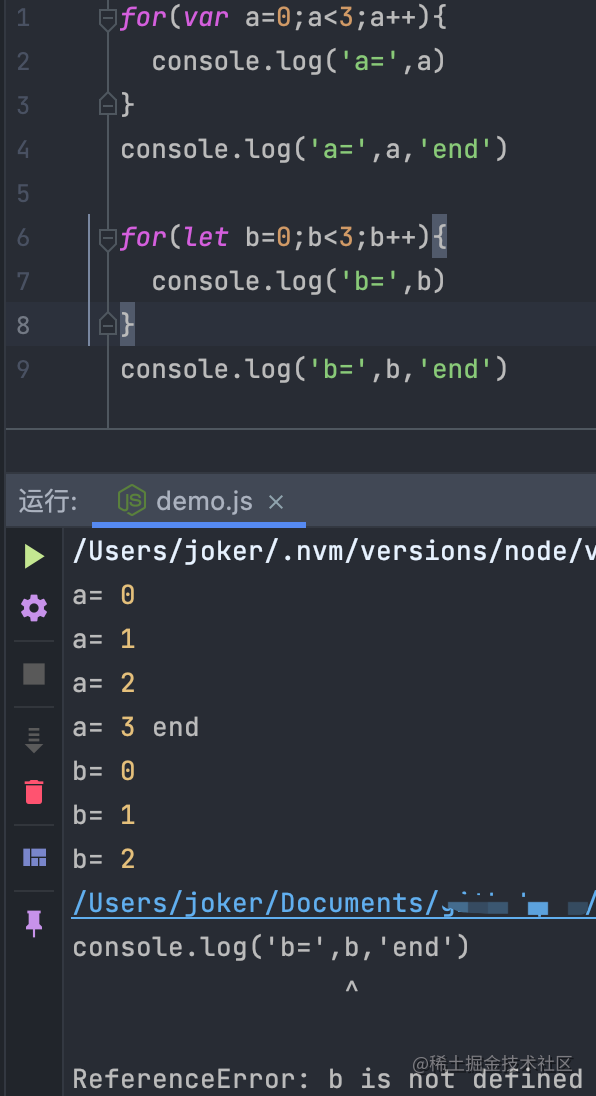 1 for(var a=0;a<3;a++){
2 console.log('a=',a)
3 }
4 console.log('a=',a,'end')
5
6 for(let b=0;b<3;b++){
7 console.log('b=',b)
8 }
9 console.log('b=',b,'end')
运行: JS demo.js ×
/Users/joker/.nvm/versions/node/v
a= 0
a= 1
a= 2
a= 3 end
b= 0
b= 1
b= 2
/Users/joker/Documents/
console.log('b=',b,'end')
^
@稀土掘金技术社区
ReferenceError: b is not defined